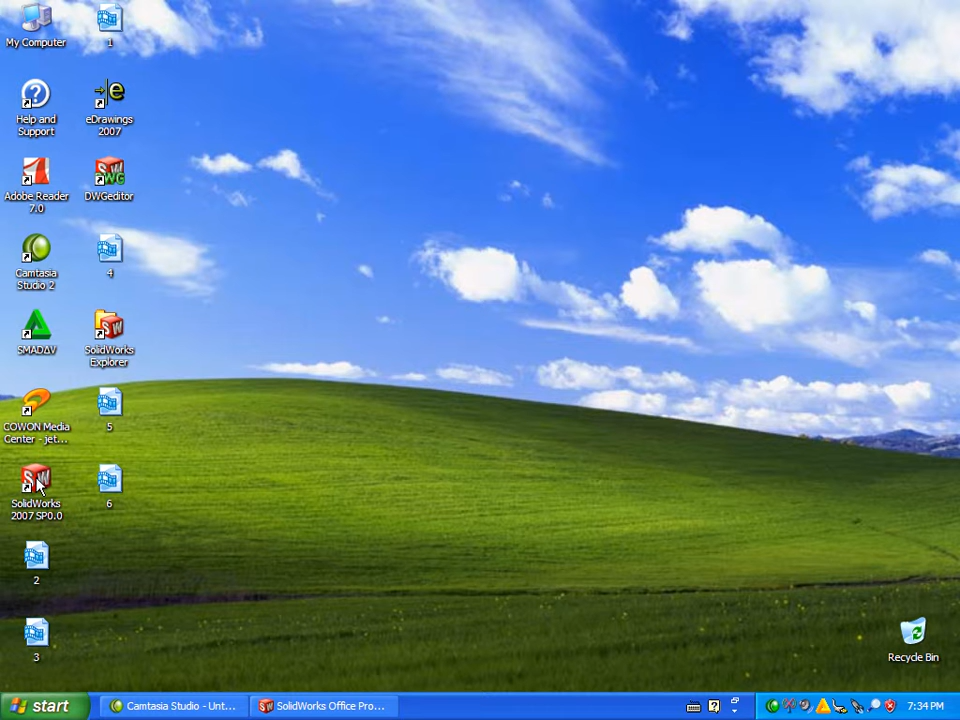 My Computer
1
Help and
Support
eDrawings
2007
Adobe Reader
7.0
DWGeditor
Camtasia
Studio 2
4
SMADΔV
SolidWorks
Explorer
COWON Media
Center - jet...
5
SolidWorks
2007 SP0.0
6
2
3
Recycle Bin
start
Camtasia Studio - Unt...
SolidWorks Office Pro...
7:34 PM